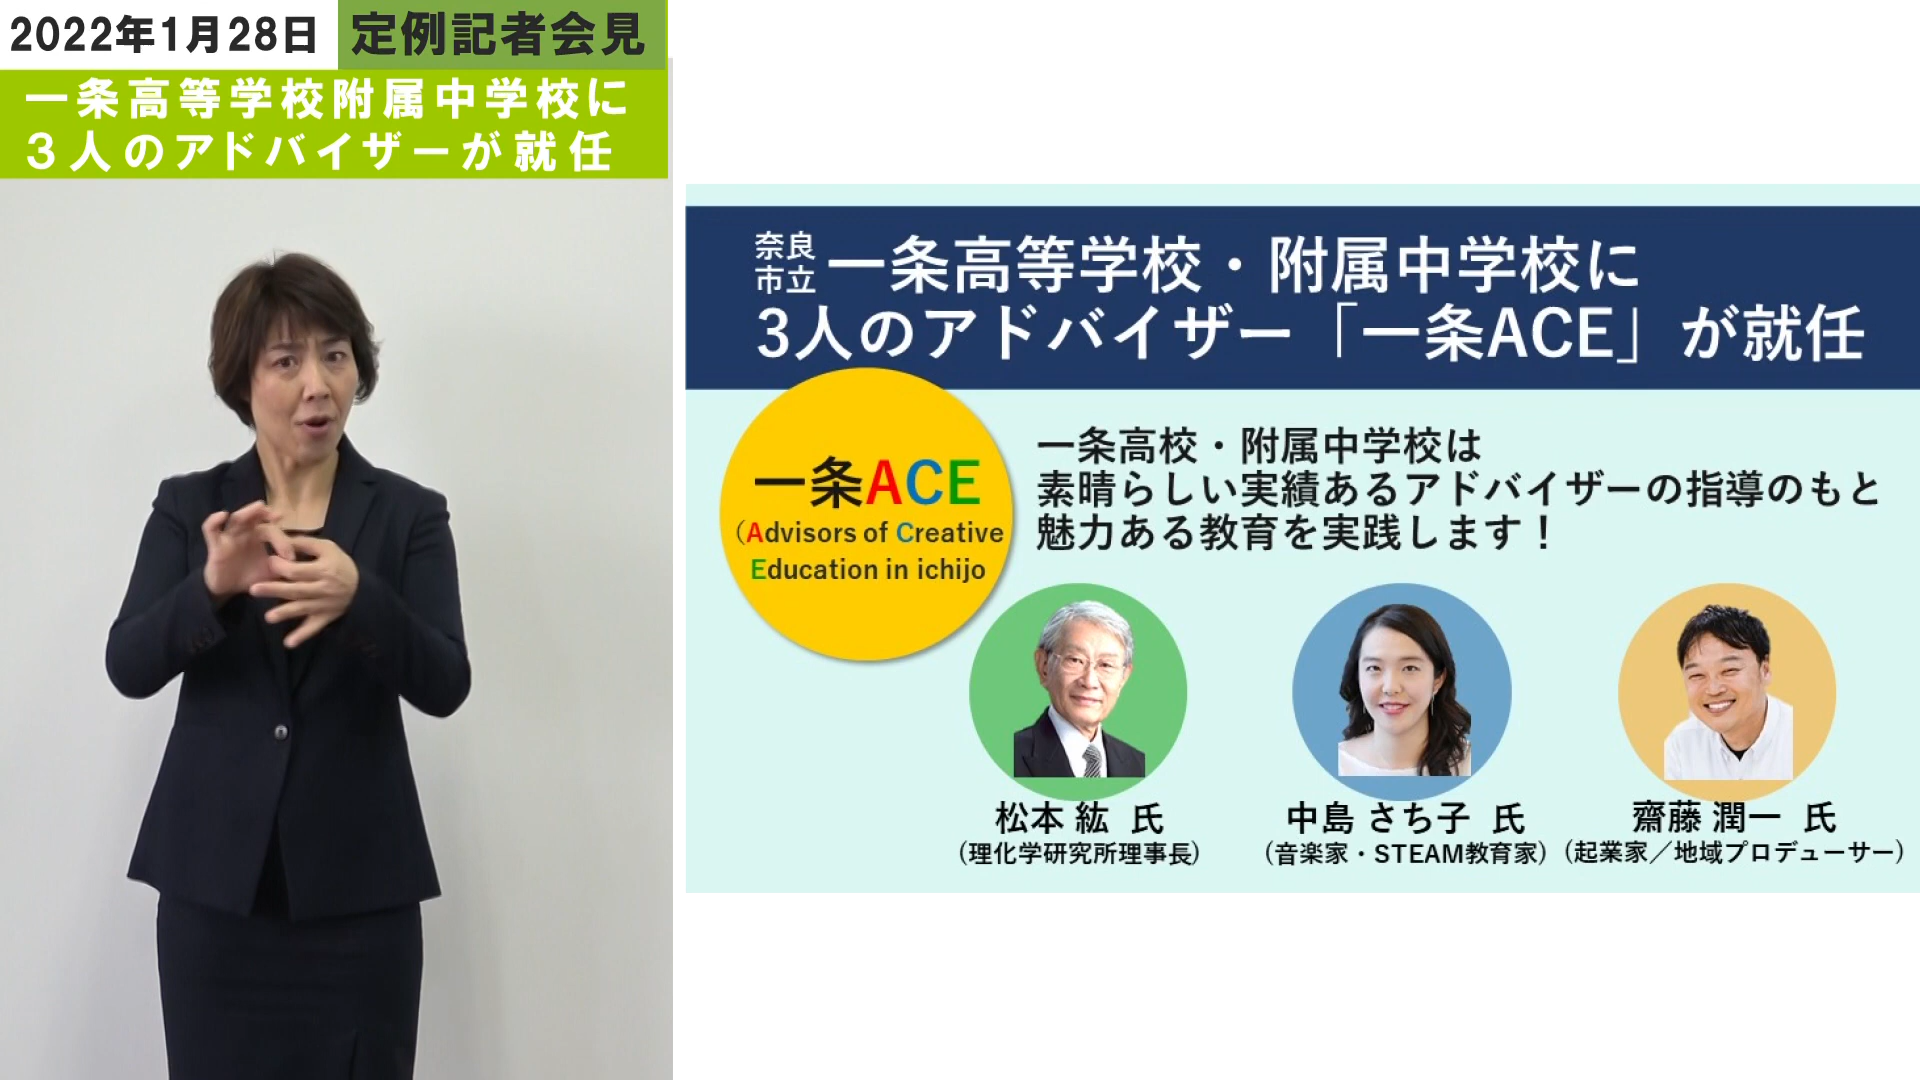 2022年1月28日 定例記者会見
一条高等学校附属中学校に
３人のアドバイザーが就任
奈良市立 一条高等学校・附属中学校に
3人のアドバイザー「一条ACE」が就任
一条ACE
（Advisors of Creative
Education in ichijo
一条高校・附属中学校は
素晴らしい実績あるアドバイザーの指導のもと
魅力ある教育を実践します！
松本 紘 氏
（理化学研究所理事長）
中島 さち子 氏
（音楽家・STEAM教育家）
齋藤 潤一 氏
（起業家／地域プロデューサー）